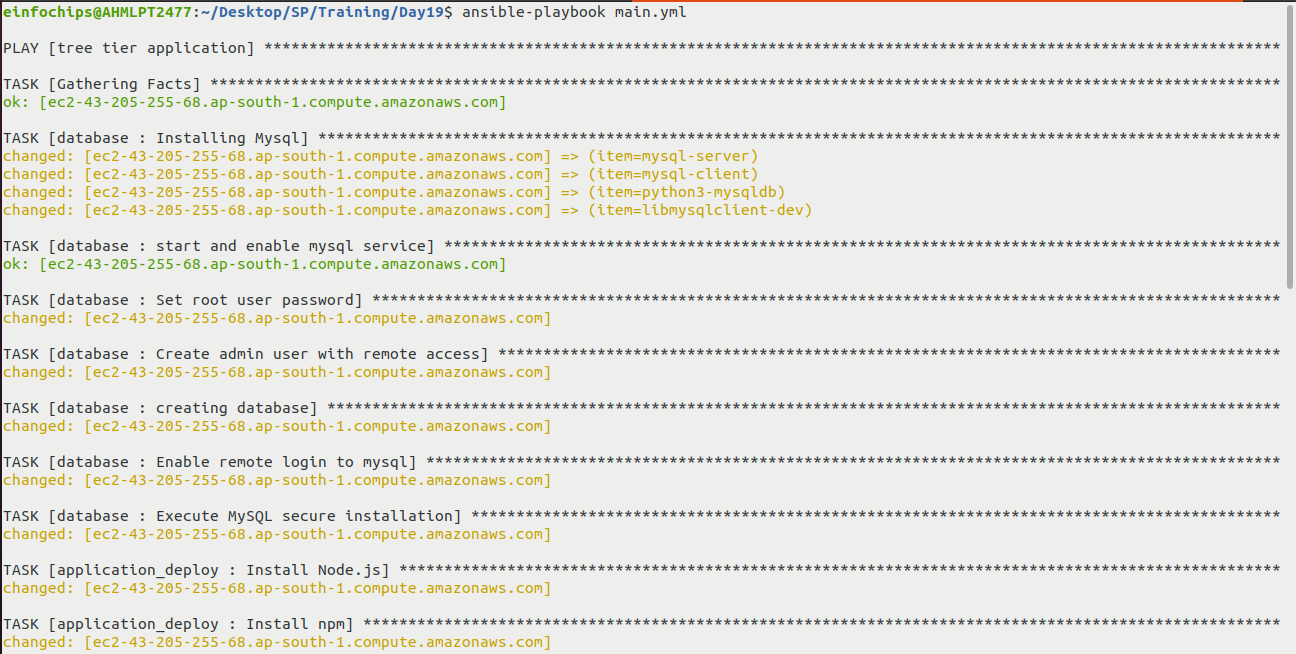 einfochips@AHMLPT2477:~/Desktop/SP/Training/Day19$ ansible-playbook main.yml
PLAY [tree tier application] *****************************************************************************************************************
TASK [Gathering Facts] ***********************************************************************************************************************
ok: [ec2-43-205-255-68.ap-south-1.compute.amazonaws.com]
TASK [database : Installing Mysql] ***********************************************************************************************************
changed: [ec2-43-205-255-68.ap-south-1.compute.amazonaws.com] => (item=mysql-server)
changed: [ec2-43-205-255-68.ap-south-1.compute.amazonaws.com] => (item=mysql-client)
changed: [ec2-43-205-255-68.ap-south-1.compute.amazonaws.com] => (item=python3-mysqldb)
changed: [ec2-43-205-255-68.ap-south-1.compute.amazonaws.com] => (item=libmysqlclient-dev)
TASK [database : start and enable mysql service] *********************************************************************************************
ok: [ec2-43-205-255-68.ap-south-1.compute.amazonaws.com]
TASK [database : Set root user password] *****************************************************************************************************
changed: [ec2-43-205-255-68.ap-south-1.compute.amazonaws.com]
TASK [database : Create admin user with remote access] ***************************************************************************************
changed: [ec2-43-205-255-68.ap-south-1.compute.amazonaws.com]
TASK [database : creating database] **********************************************************************************************************
changed: [ec2-43-205-255-68.ap-south-1.compute.amazonaws.com]
TASK [database : Enable remote login to mysql] ***********************************************************************************************
changed: [ec2-43-205-255-68.ap-south-1.compute.amazonaws.com]
TASK [database : Execute MySQL secure installation] ******************************************************************************************
changed: [ec2-43-205-255-68.ap-south-1.compute.amazonaws.com]
TASK [application_deploy : Install Node.js] **************************************************************************************************
changed: [ec2-43-205-255-68.ap-south-1.compute.amazonaws.com]
TASK [application_deploy : Install npm] ******************************************************************************************************
changed: [ec2-43-205-255-68.ap-south-1.compute.amazonaws.com]